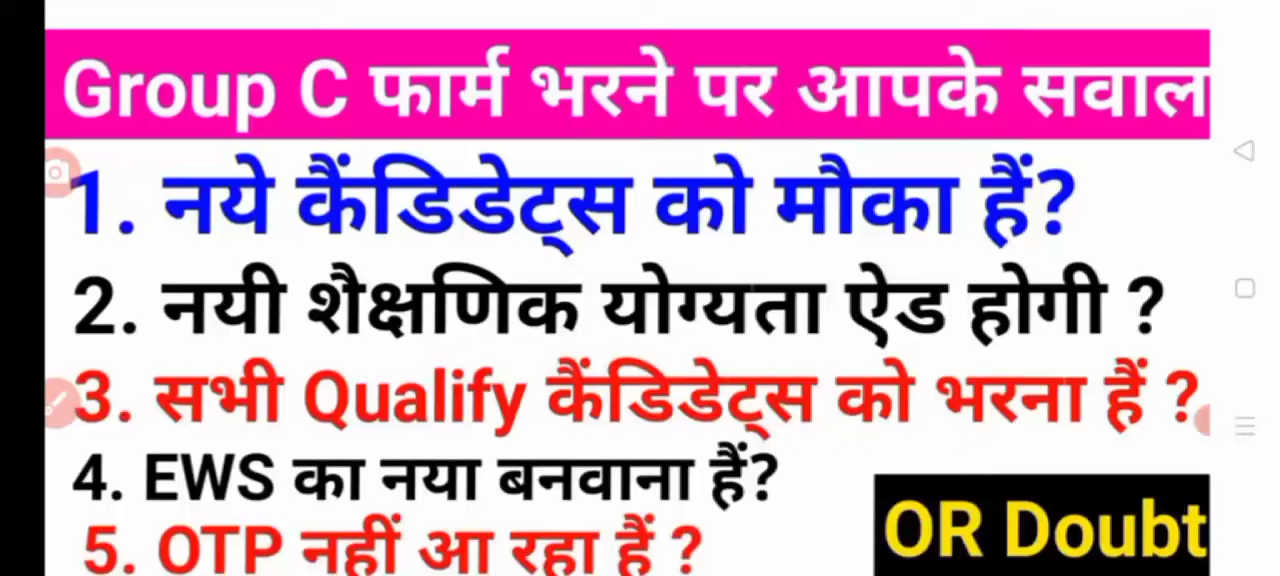 Group C फार्म भरने पर आपके सवाल
1. नये कैंडिडेट्स को मौका हैं?
2. नयी शैक्षणिक योग्यता ऐड होगी ?
3. सभी Qualify कैंडिडेट्स को भरना हैं ?
4. EWS का नया बनवाना हैं?
OR Doubt
5. OTP नहीं आ रहा हैं ?